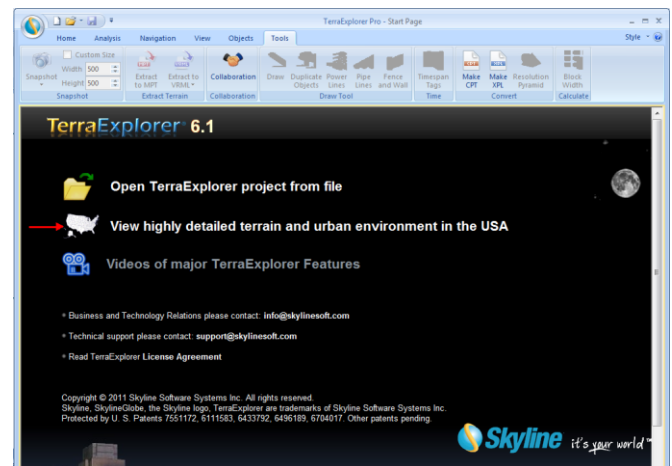 TerraExplorer Pro - Start Page
Home Analysis Navigation View Objects Tools Style
Snapshot Custom Size
Width 500
Height 500
Snapshot
Extract to MPT Extract to VRML
Extract Terrain
Collaboration
Collaboration
Draw Duplicate Objects Power Lines Pipe Lines Fence and Wall
Draw Tool
Timespan Tags
Time
Make CPT Make XPL Resolution Pyramid
Convert
Block Width
Calculate
TerraExplorer 6.1
Open TerraExplorer project from file
View highly detailed terrain and urban environment in the USA
Videos of major TerraExplorer Features
Business and Technology Relations please contact: info@skylinesoft.com
Technical support please contact: support@skylinesoft.com
Read TerraExplorer License Agreement
Copyright © 2011 Skyline Software Systems Inc. All rights reserved.
Skyline, SkylineGlobe, the Skyline logo, TerraExplorer are trademarks of Skyline Software Systems Inc.
Protected by U. S. Patents 7551172, 6111583, 6433792, 6496189, 6704017. Other patents pending.
Skyline it's your world™